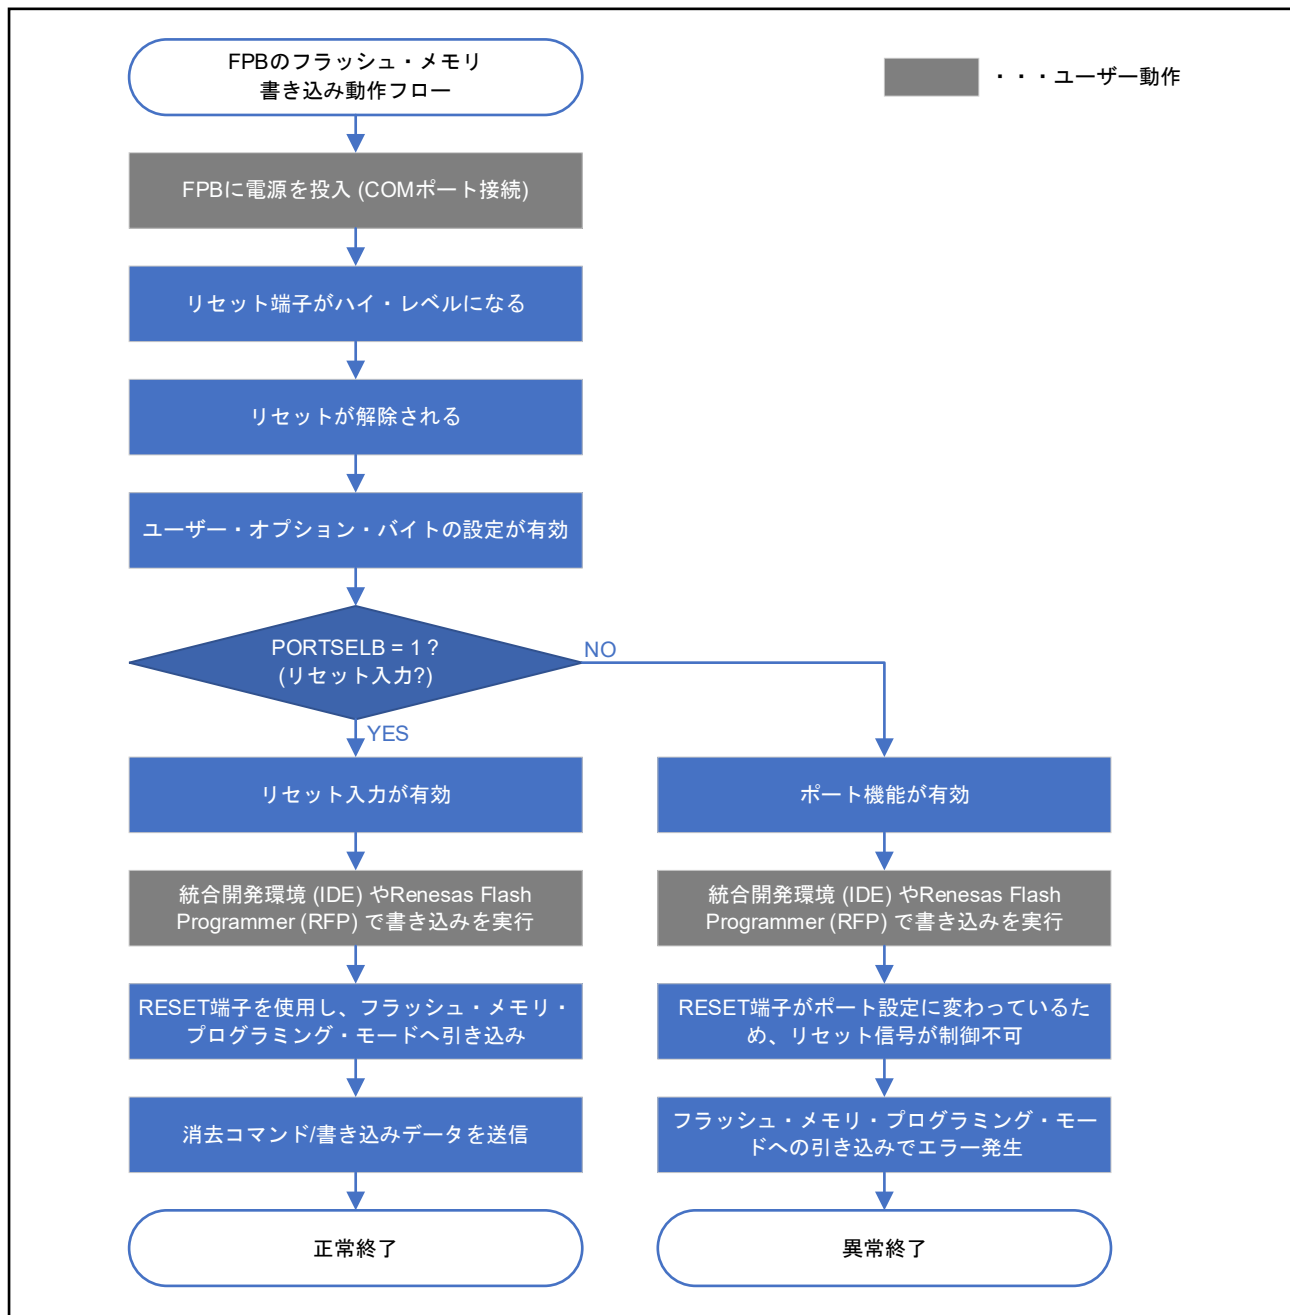 FPBのフラッシュ・メモリ
書き込み動作フロー
・・・ユーザー動作
FPBに電源を投入 (COMポート接続)
リセット端子がハイ・レベルになる
リセットが解除される
ユーザー・オプション・バイトの設定が有効
PORTSELB = 1 ?
(リセット入力?)
NO
YES
リセット入力が有効
ポート機能が有効
統合開発環境 (IDE) やRenesas Flash
Programmer (RFP) で書き込みを実行
統合開発環境 (IDE) やRenesas Flash
Programmer (RFP) で書き込みを実行
RESET端子を使用し、フラッシュ・メモリ・
プログラミング・モードへ引き込み
RESET端子がポート設定に変わっているた
め、リセット信号が制御不可
消去コマンド/書き込みデータを送信
フラッシュ・メモリ・プログラミング・モー
ドへの引き込みでエラー発生
正常終了
異常終了